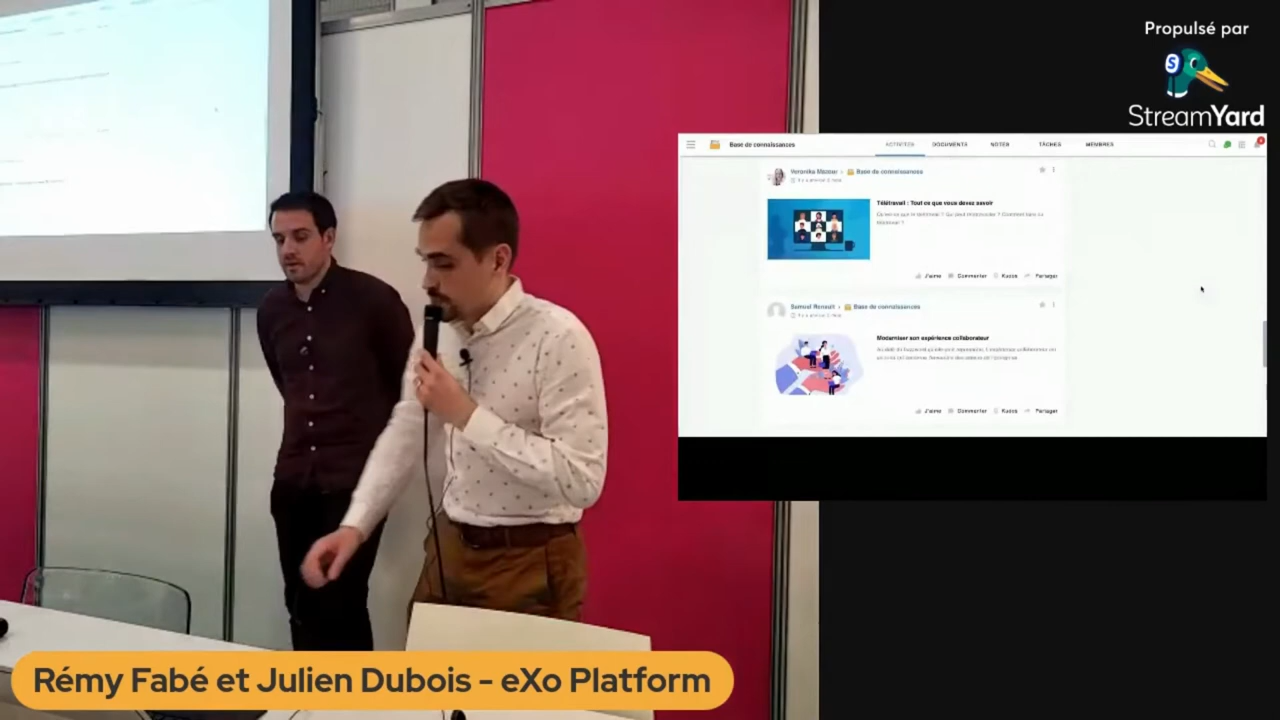 Propulsé par
StreamYard
Base de connaissances
ACTIVITÉS DOCUMENTS NOTES TÂCHES MEMBRES
Base de connaissances
Télétravail : Tout ce que vous devez savoir
J'aime Commenter Kudos Partager
Samuel Renault Base de connaissances
Moderniser son expérience collaborateur
J'aime Commenter Kudos Partager
Rémy Fabé et Julien Dubois - eXo Platform